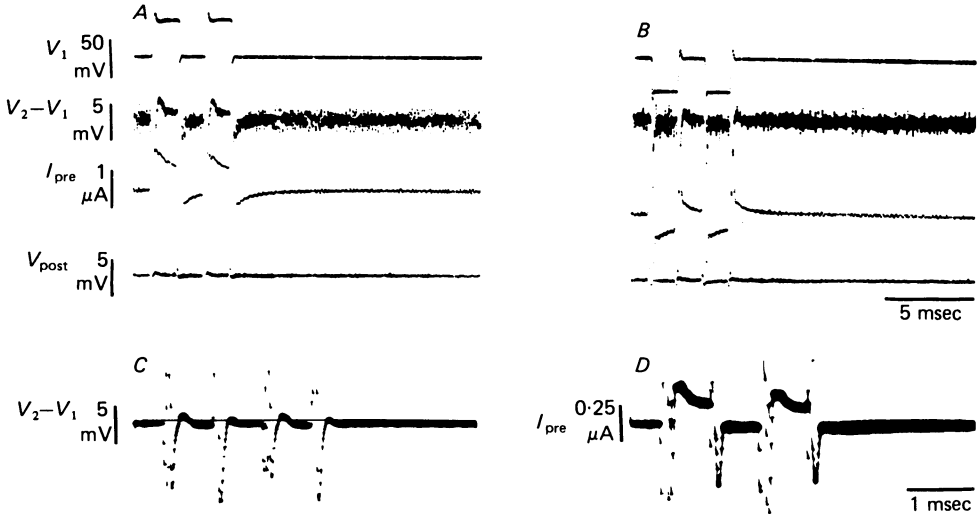 A
B
V1 50
mV
V2−V1 5
mV
Ipre 1
μA
Vpost 5
mV
5 msec
C
D
V2−V1 5
mV
Ipre 0·25
μA
1 msec